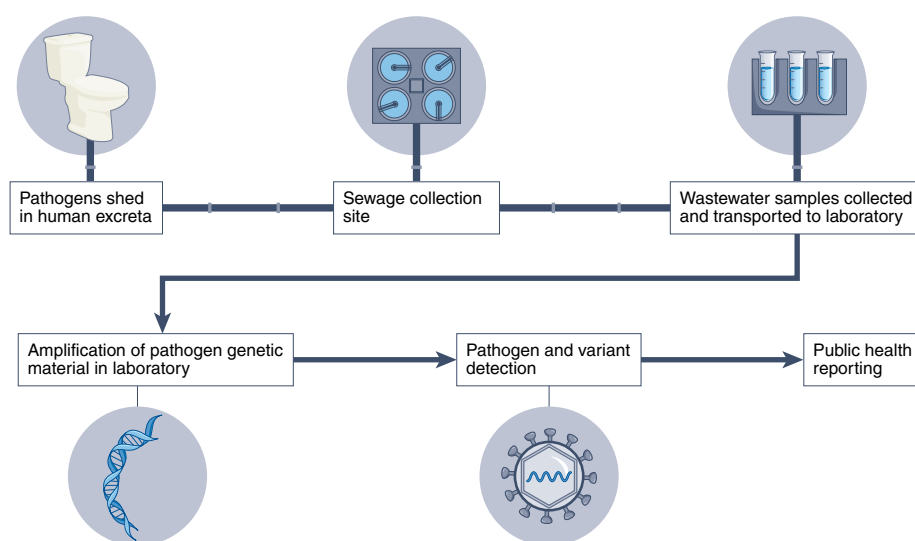 Pathogens shed
in human excreta
Sewage collection
site
Wastewater samples collected
and transported to laboratory
Amplification of pathogen genetic
material in laboratory
Pathogen and variant
detection
Public health
reporting